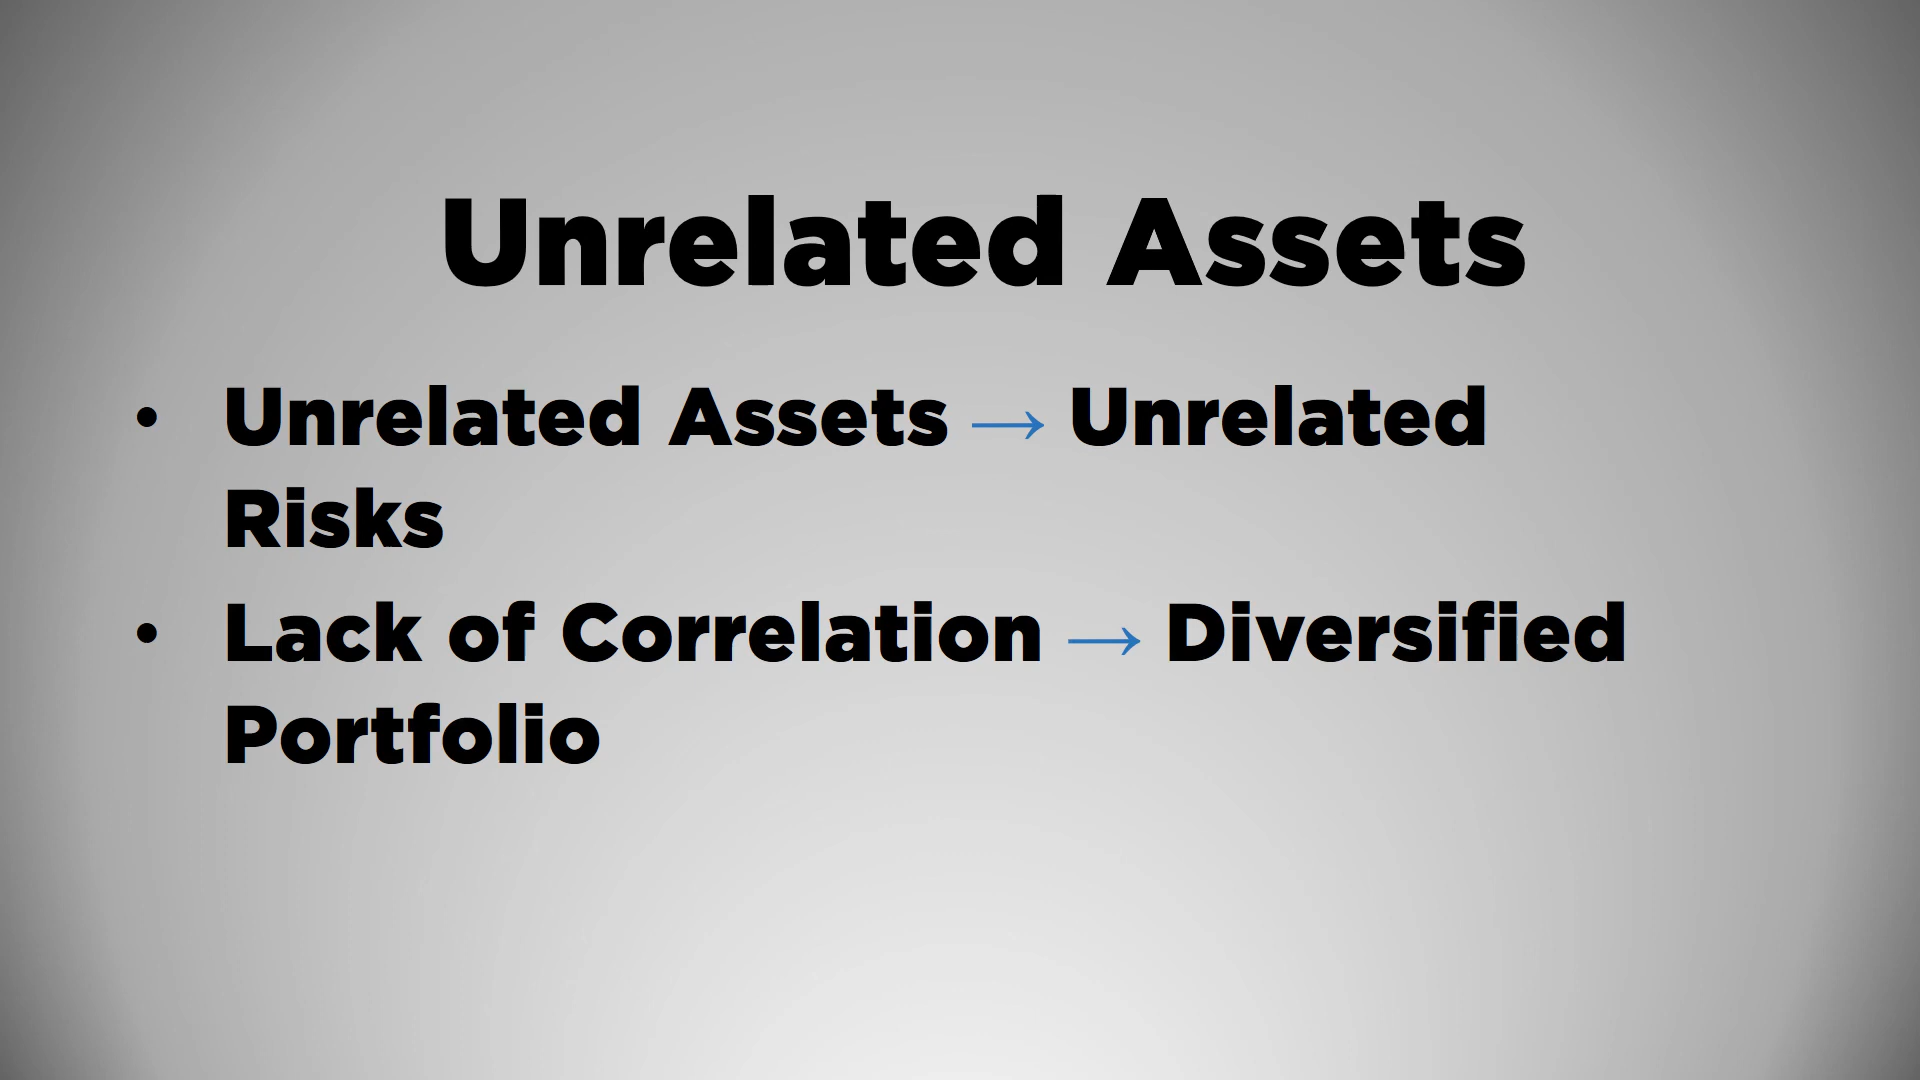 Unrelated Assets
• Unrelated Assets → Unrelated
Risks
• Lack of Correlation → Diversified
Portfolio